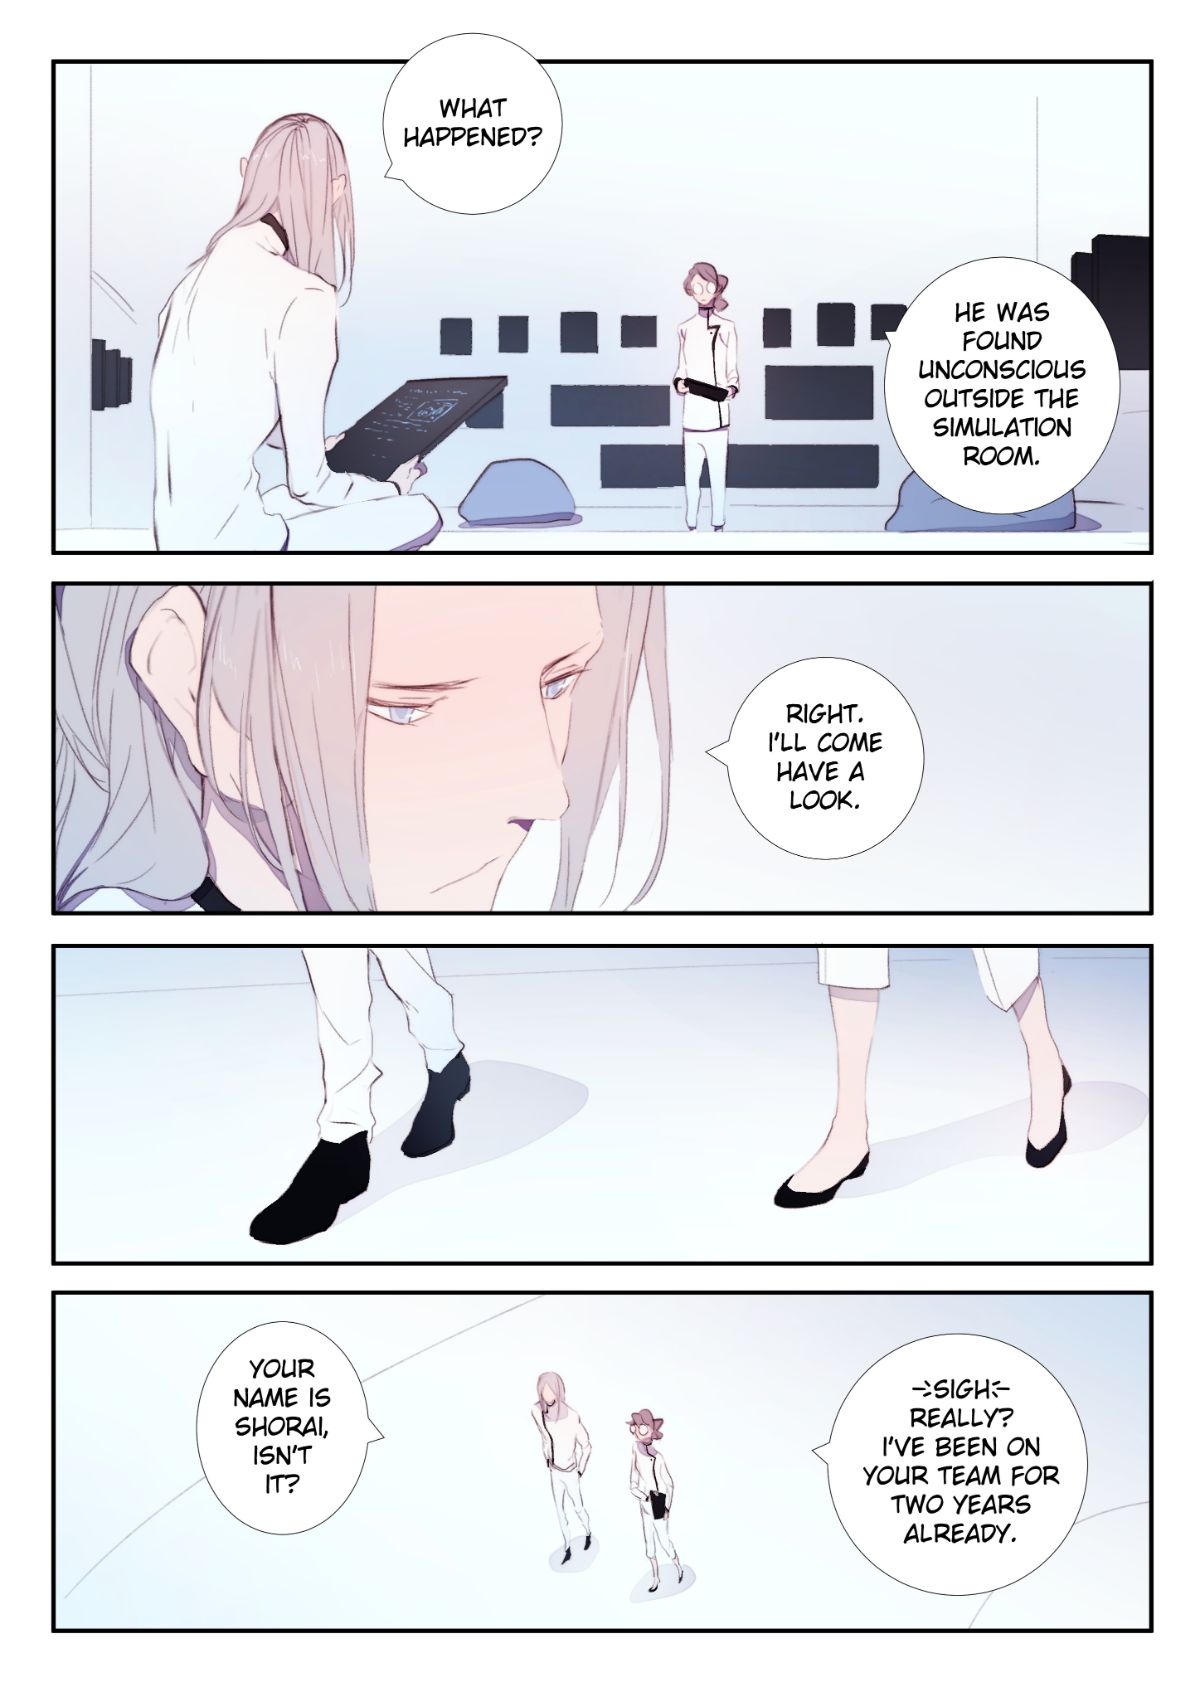 WHAT
HAPPENED?
HE WAS
FOUND
UNCONSCIOUS
OUTSIDE THE
SIMULATION
ROOM.
RIGHT.
I'LL COME
HAVE A
LOOK.
YOUR
NAME IS
SHORAI,
ISN'T
IT?
SIGH
REALLY?
I'VE BEEN ON
YOUR TEAM FOR
TWO YEARS
ALREADY.